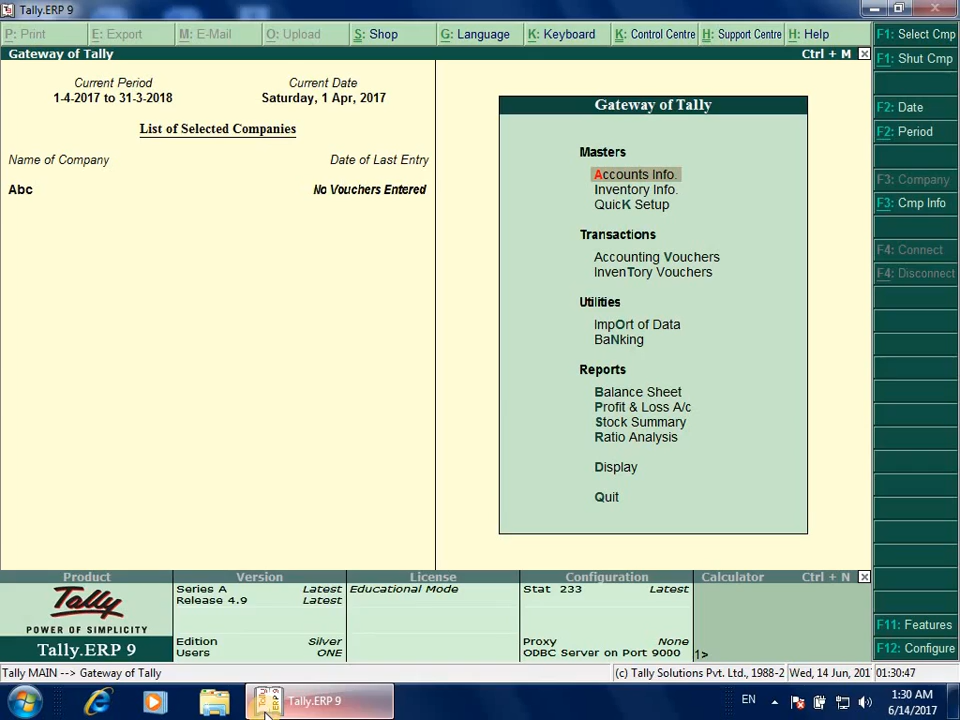 Tally.ERP 9
P: Print
E: Export
M: E-Mail
O: Upload
S: Shop
G: Language
K: Keyboard
K: Control Centre
H: Support Centre
H: Help
F1: Select Cmp
F1: Shut Cmp
F2: Date
F2: Period
F3: Company
F3: Cmp Info
F4: Connect
F4: Disconnect
F11: Features
F12: Configure
Gateway of Tally
Ctrl + M
Current Period
1-4-2017 to 31-3-2018
Current Date
Saturday, 1 Apr, 2017
List of Selected Companies
Name of Company
Date of Last Entry
Abc
No Vouchers Entered
Gateway of Tally
Masters
Accounts Info.
Inventory Info.
QuicK Setup
Transactions
Accounting Vouchers
InvenTory Vouchers
Utilities
ImpOrt of Data
BaNking
Reports
Balance Sheet
Profit & Loss A/c
Stock Summary
Ratio Analysis
Display
Quit
Product
Tally
POWER OF SIMPLICITY
Tally.ERP 9
Version
Series A Latest
Release 4.9 Latest
Edition Silver
Users ONE
License
Educational Mode
Configuration
Stat 233 Latest
Proxy None
ODBC Server on Port 9000
Calculator
Ctrl + N
1>
Tally MAIN --> Gateway of Tally
(c) Tally Solutions Pvt. Ltd., 1988-2
Wed, 14 Jun, 201
01:30:47
Tally.ERP 9
EN
1:30 AM
6/14/2017